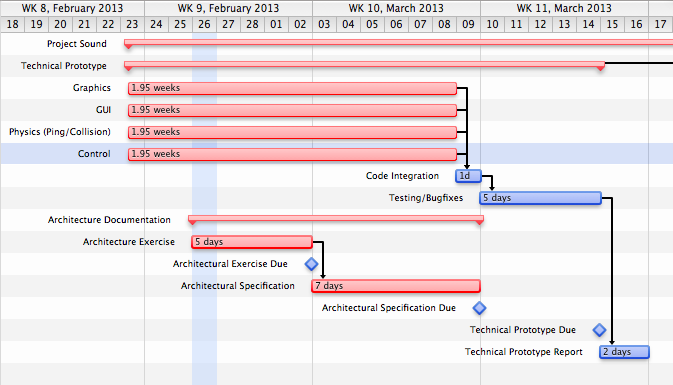 WK 8, February 2013 WK 9, February 2013 WK 10, March 2013 WK 11, March 2013
18 19 20 21 22 23 24 25 26 27 28 01 02 03 04 05 06 07 08 09 10 11 12 13 14 15 16 17
Project Sound
Technical Prototype
Graphics 1.95 weeks
GUI 1.95 weeks
Physics (Ping/Collision) 1.95 weeks
Control 1.95 weeks
Code Integration 1d
Testing/Bugfixes 5 days
Architecture Documentation
Architecture Exercise 5 days
Architectural Exercise Due
Architectural Specification 7 days
Architectural Specification Due
Technical Prototype Due
Technical Prototype Report 2 days